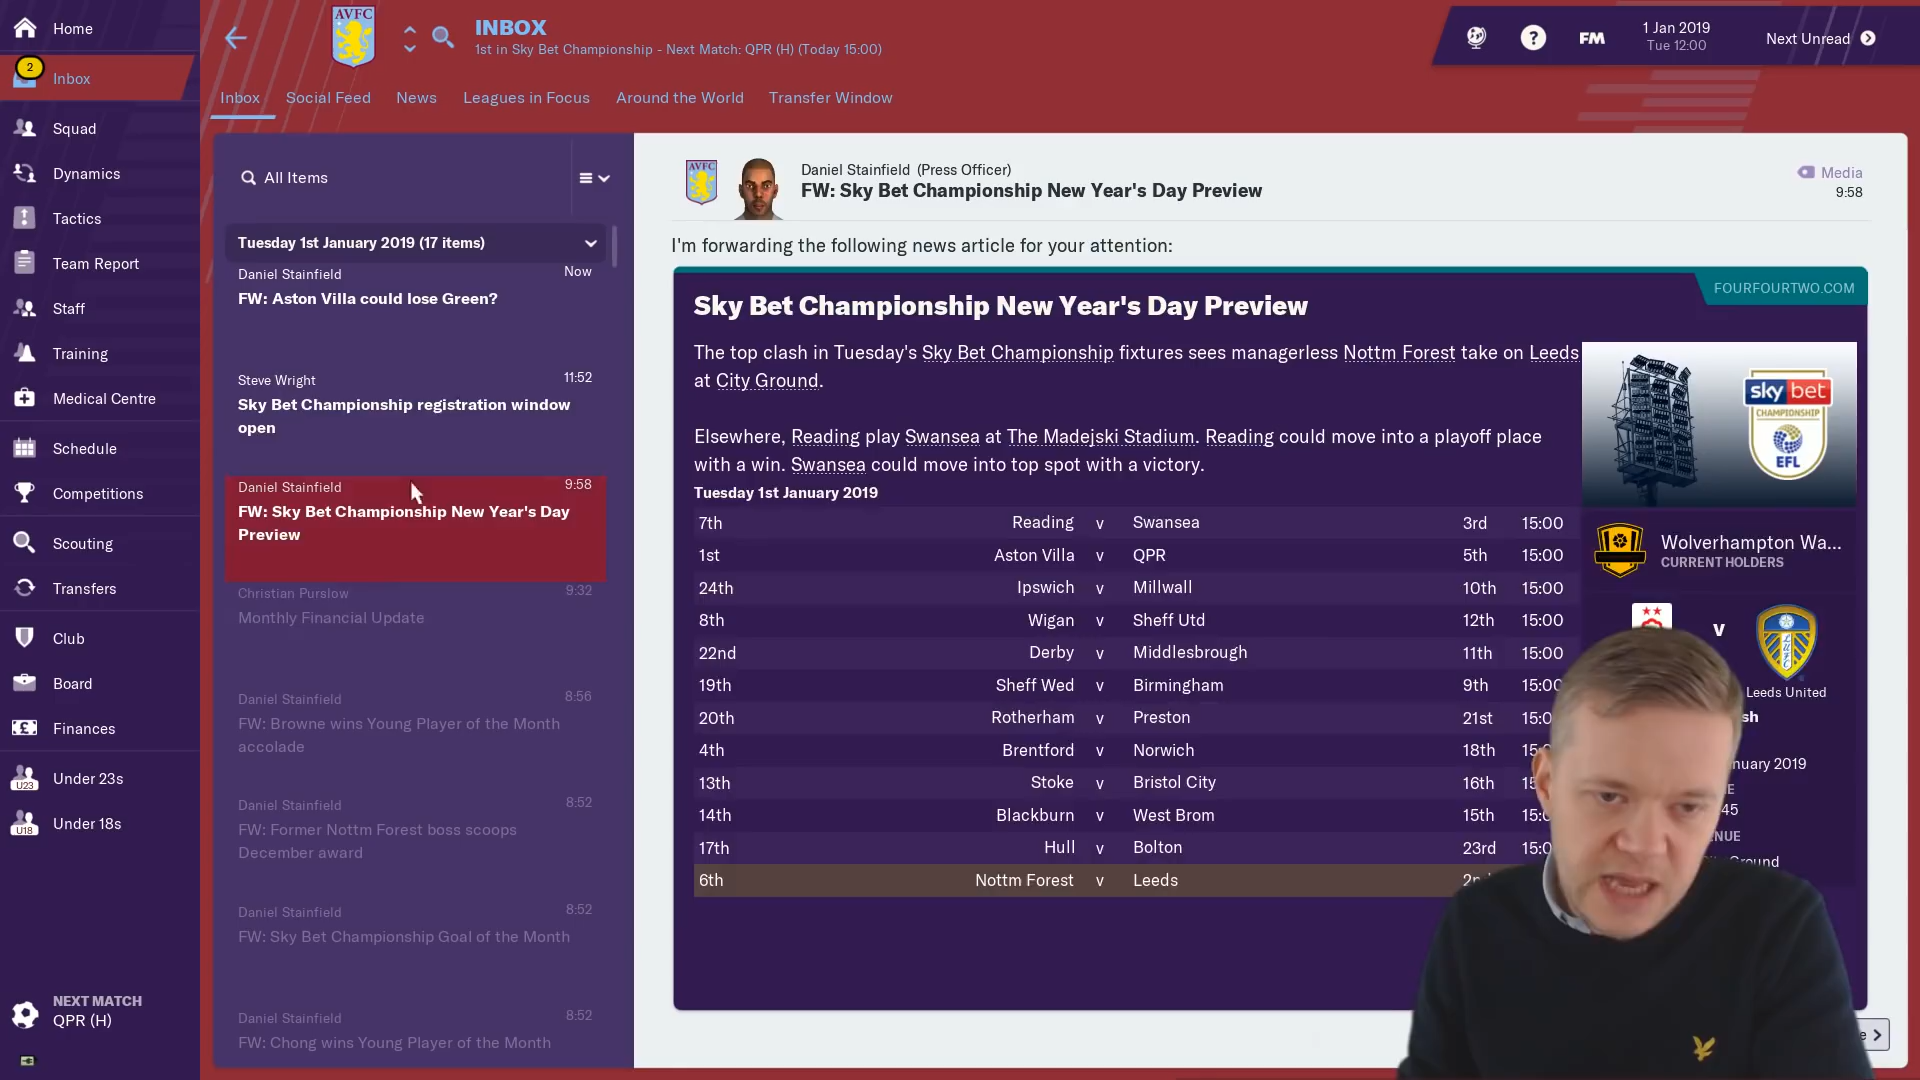 Home
2
Inbox
Squad
Dynamics
Tactics
Team Report
Staff
Training
Medical Centre
Schedule
Competitions
Scouting
Transfers
Club
Board
Finances
U23
Under 23s
U18
Under 18s
NEXT MATCH
QPR (H)
AVFC
INBOX
1st in Sky Bet Championship - Next Match: QPR (H) (Today 15:00)
?
FM
1 Jan 2019
Tue 12:00
Next Unread
Inbox Social Feed News Leagues in Focus Around the World Transfer Window
All Items
Tuesday 1st January 2019 (17 items)
Daniel Stainfield Now
FW: Aston Villa could lose Green?
Steve Wright 11:52
Sky Bet Championship registration window
open
Daniel Stainfield 9:58
FW: Sky Bet Championship New Year's Day
Preview
Christian Purslow 9:32
Monthly Financial Update
Daniel Stainfield 8:56
FW: Browne wins Young Player of the Month
accolade
Daniel Stainfield 8:52
FW: Former Nottm Forest boss scoops
December award
Daniel Stainfield 8:52
FW: Sky Bet Championship Goal of the Month
Daniel Stainfield 8:52
FW: Chong wins Young Player of the Month
AVFC
Daniel Stainfield (Press Officer)
FW: Sky Bet Championship New Year's Day Preview
Media
9:58
I'm forwarding the following news article for your attention:
FOURFOURTWO.COM
Sky Bet Championship New Year's Day Preview
The top clash in Tuesday's Sky Bet Championship fixtures sees managerless Nottm Forest take on Leeds
at City Ground.
Elsewhere, Reading play Swansea at The Madejski Stadium. Reading could move into a playoff place
with a win. Swansea could move into top spot with a victory.
Tuesday 1st January 2019
7th Reading v Swansea 3rd 15:00
1st Aston Villa v QPR 5th 15:00
24th Ipswich v Millwall 10th 15:00
8th Wigan v Sheff Utd 12th 15:00
22nd Derby v Middlesbrough 11th 15:00
19th Sheff Wed v Birmingham 9th 15:00
20th Rotherham v Preston 21st
4th Brentford v Norwich 18th
13th Stoke v Bristol City 16th
14th Blackburn v West Brom 15th
17th Hull v Bolton 23rd
6th Nottm Forest v Leeds
sky bet
CHAMPIONSHIP
EFL
Wolverhampton Wa...
CURRENT HOLDERS
v
Leeds United
2019
Ground